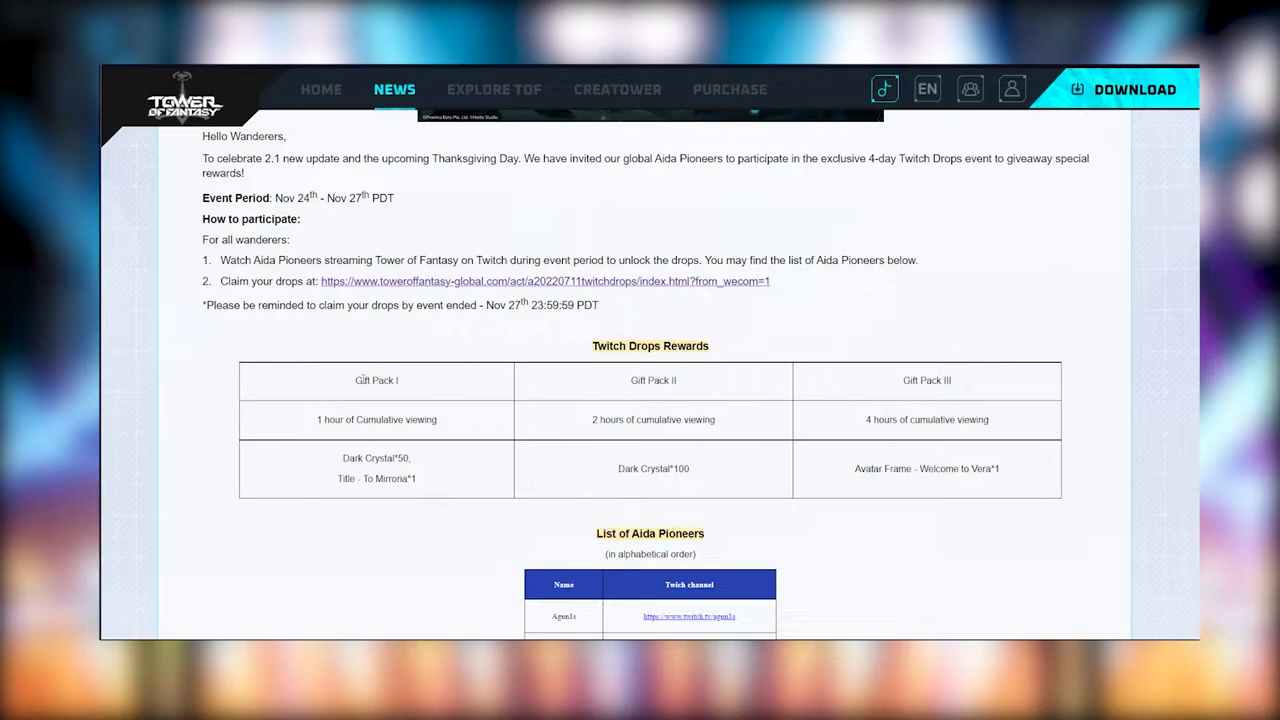 TOWER
OF FANTASY
HOME
NEWS
EXPLORE TOF
CREATOWER
PURCHASE
EN
DOWNLOAD
©Proxima Beta Pte. Ltd. ©Hotta Studio.
Hello Wanderers,
To celebrate 2.1 new update and the upcoming Thanksgiving Day. We have invited our global Aida Pioneers to participate in the exclusive 4-day Twitch Drops event to giveaway special
rewards!
Event Period: Nov 24th - Nov 27th PDT
How to participate:
For all wanderers:
1. Watch Aida Pioneers streaming Tower of Fantasy on Twitch during event period to unlock the drops. You may find the list of Aida Pioneers below.
2. Claim your drops at: https://www.toweroffantasy-global.com/act/a20220711twitchdrops/index.html?from_wecom=1
*Please be reminded to claim your drops by event ended - Nov 27th 23:59:59 PDT
Twitch Drops Rewards
Gift Pack I
Gift Pack II
Gift Pack III
1 hour of Cumulative viewing
2 hours of cumulative viewing
4 hours of cumulative viewing
Dark Crystal*50,
Title - To Mirroria*1
Dark Crystal*100
Avatar Frame - Welcome to Vera*1
List of Aida Pioneers
(in alphabetical order)
Name
Twich channel
Agnn1s
https://www.twitch.tv/agnn1s